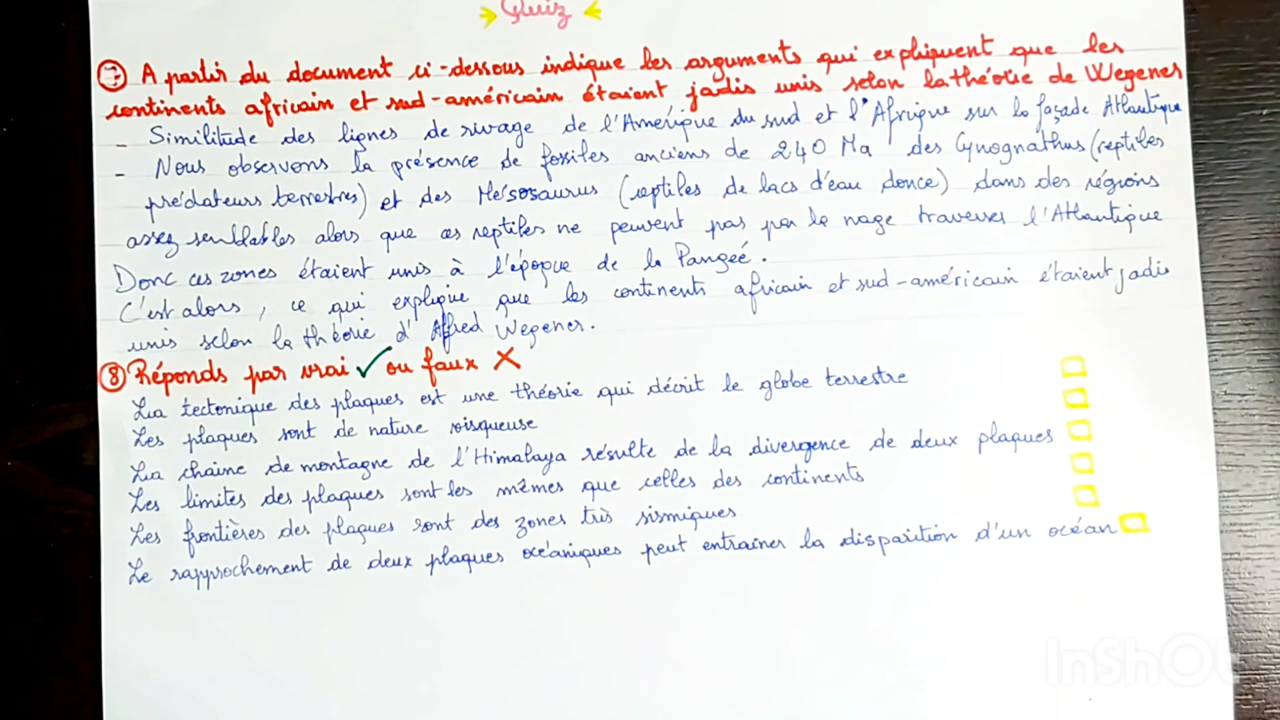 Quiz
⑦ A partir du document ci-dessous indique les arguments qui expliquent que les
continents africain et sud-américain étaient jadis unis selon la théorie de Wegener
- Similitude des lignes de rivage de l'Amérique du sud et l'Afrique sur la façade Atlantique
- Nous observons la présence de fossiles anciens de 240 Ma des Cynognathus (reptiles
prédateurs terrestres) et des Mésosaurus (reptiles de lacs d'eau douce) dans des régions
assez semblables alors que ces reptiles ne peuvent pas par la nage traverser l'Atlantique
Donc ces zones étaient unis à l'époque de la Pangeé.
C'est alors, ce qui explique que les continents africain et sud-américain étaient jadis
unis selon la théorie d'Alfred Wegener.
⑧ Réponds par vrai ✓ ou faux X
La tectonique des plaques est une théorie qui décrit le globe terrestre
Les plaques sont de nature visqueuse
La chaine de montagne de l'Himalaya résulte de la divergence de deux plaques
Les limites des plaques sont les mêmes que celles des continents
Les frontières des plaques sont des zones très sismiques
Le rapprochement de deux plaques océaniques peut entraîner la disparition d'un océan
InShOt